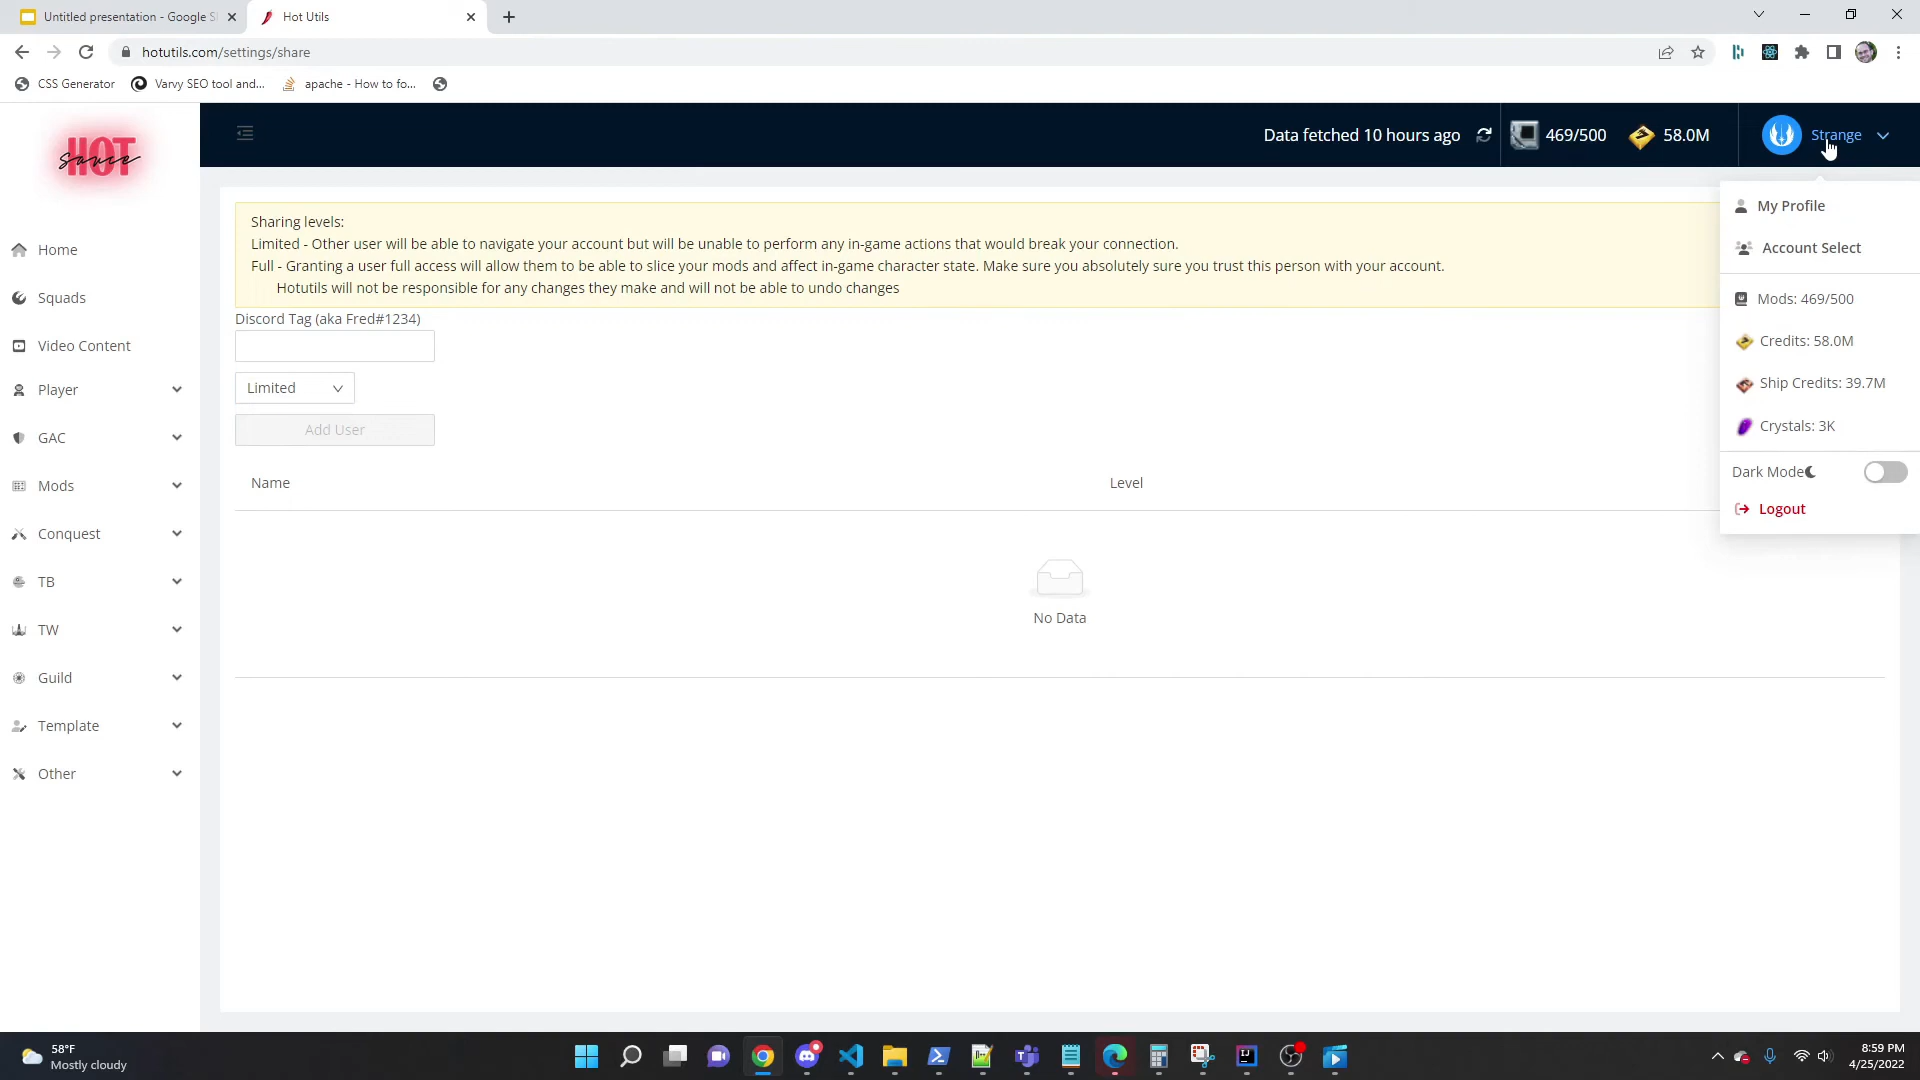 Untitled presentation - Google S
Hot Utils
hotutils.com/settings/share
CSS Generator
Varvy SEO tool and...
apache - How to fo...
HOT
sauce
Data fetched 10 hours ago
469/500
58.0M
Strange
Home
Squads
Video Content
Player
GAC
Mods
Conquest
TB
TW
Guild
Template
Other
Sharing levels:
Limited - Other user will be able to navigate your account but will be unable to perform any in-game actions that would break your connection.
Full - Granting a user full access will allow them to be able to slice your mods and affect in-game character state. Make sure you absolutely sure you trust this person with your account.
Hotutils will not be responsible for any changes they make and will not be able to undo changes
Discord Tag (aka Fred#1234)
Limited
Add User
Name
Level
No Data
My Profile
Account Select
Mods: 469/500
Credits: 58.0M
Ship Credits: 39.7M
Crystals: 3K
Dark Mode
Logout
58°F
Mostly cloudy
8:59 PM
4/25/2022